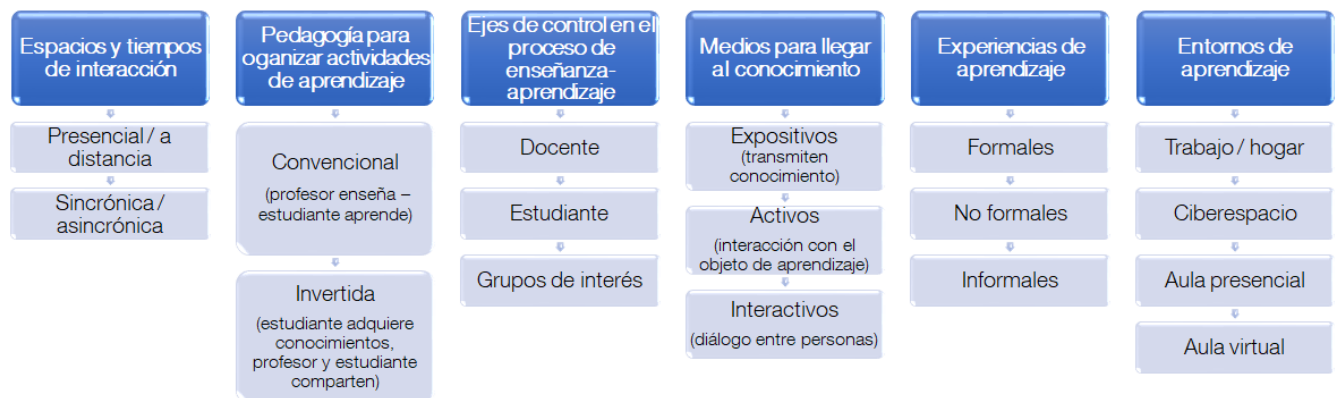 Espacios y tiempos
de interacción
Presencial / a
distancia
Sincrónica /
asincrónica
Pedagogía para
oganizar actividades
de aprendizaje
Convencional
(profesor enseña –
estudiante aprende)
Invertida
(estudiante adquiere
conocimientos,
profesor y estudiante
comparten)
Ejes de control en el
proceso de
enseñanza-
aprendizaje
Docente
Estudiante
Grupos de interés
Medios para llegar
al conocimiento
Expositivos
(transmiten
conocimiento)
Activos
(interacción con el
objeto de aprendizaje)
Interactivos
(diálogo entre personas)
Experiencias de
aprendizaje
Formales
No formales
Informales
Entornos de
aprendizaje
Trabajo / hogar
Ciberespacio
Aula presencial
Aula virtual